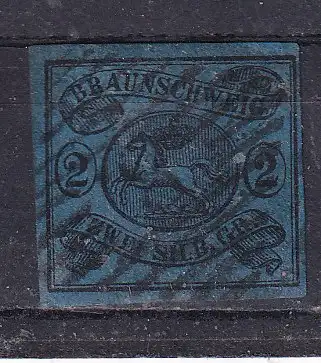 BRAUNSCHWEIG
2 2
ZWEI SILB. GR.